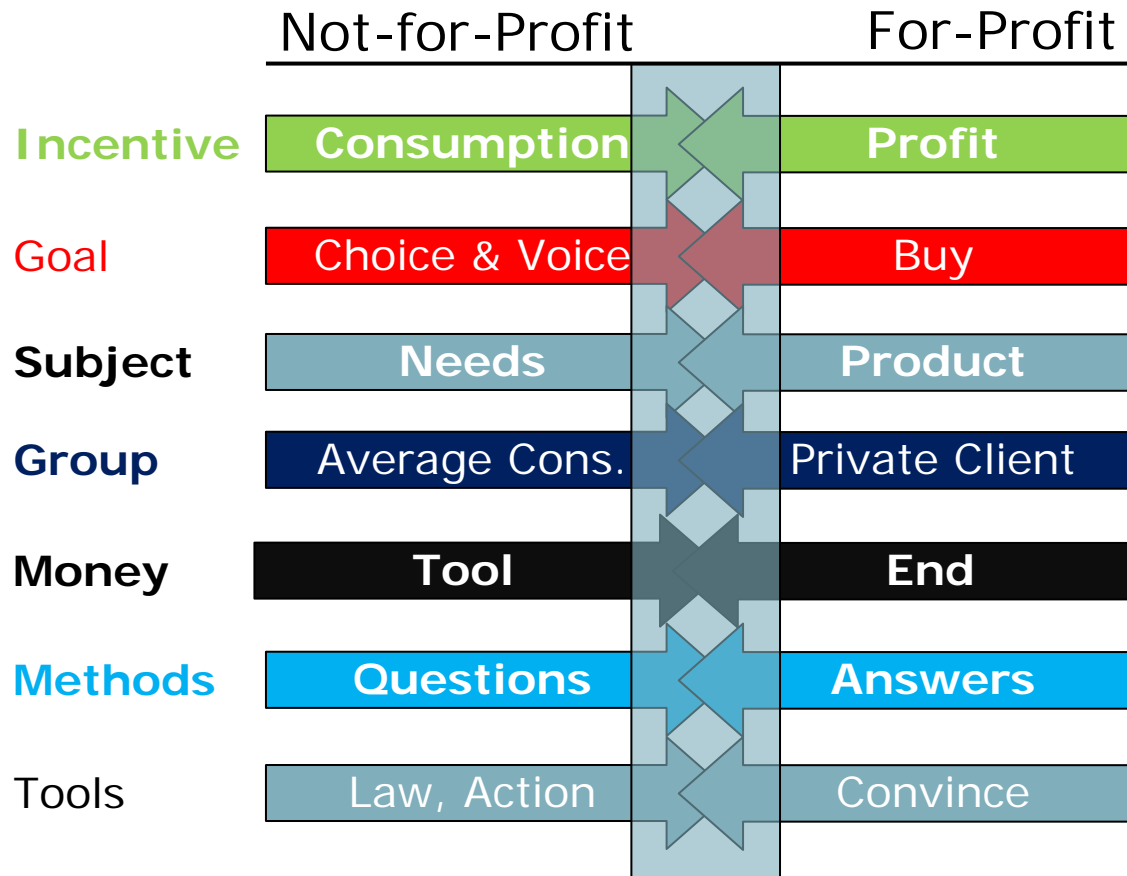 Not-for-Profit For-Profit
Incentive Consumption Profit
Goal Choice & Voice Buy
Subject Needs Product
Group Average Cons. Private Client
Money Tool End
Methods Questions Answers
Tools Law, Action Convince